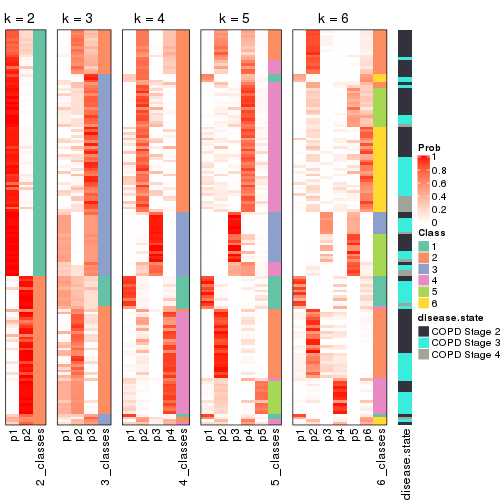 k = 2 k = 3 k = 4 k = 5 k = 6
Prob
1
0.8
0.6
0.4
0.2
0
Class
1
2
3
4
5
6
disease.state
COPD Stage 2
COPD Stage 3
COPD Stage 4
p1 p2 2_classes p1 p2 p3 3_classes p1 p2 p3 p4 4_classes p1 p2 p3 p4 p5 5_classes p1 p2 p3 p4 p5 p6 6_classes disease.state